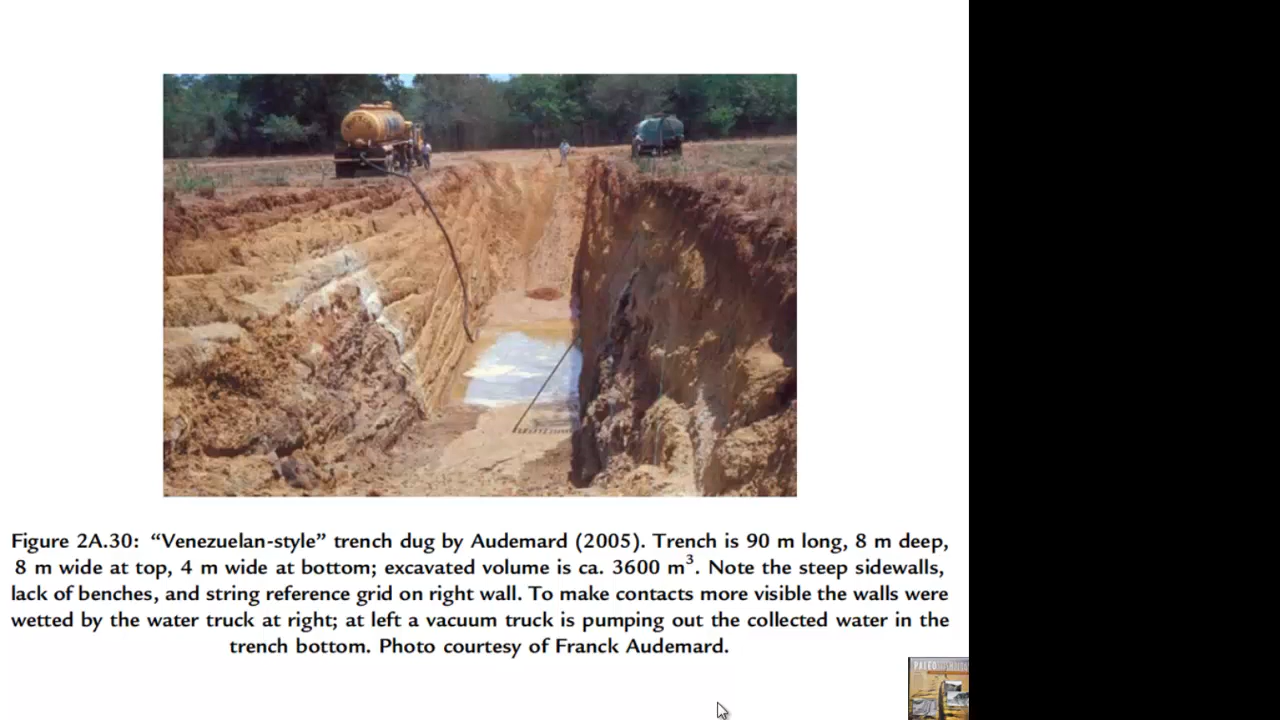 Figure 2A.30: “Venezuelan-style” trench dug by Audemard (2005). Trench is 90 m long, 8 m deep,
8 m wide at top, 4 m wide at bottom; excavated volume is ca. 3600 m³. Note the steep sidewalls,
lack of benches, and string reference grid on right wall. To make contacts more visible the walls were
wetted by the water truck at right; at left a vacuum truck is pumping out the collected water in the
trench bottom. Photo courtesy of Franck Audemard.